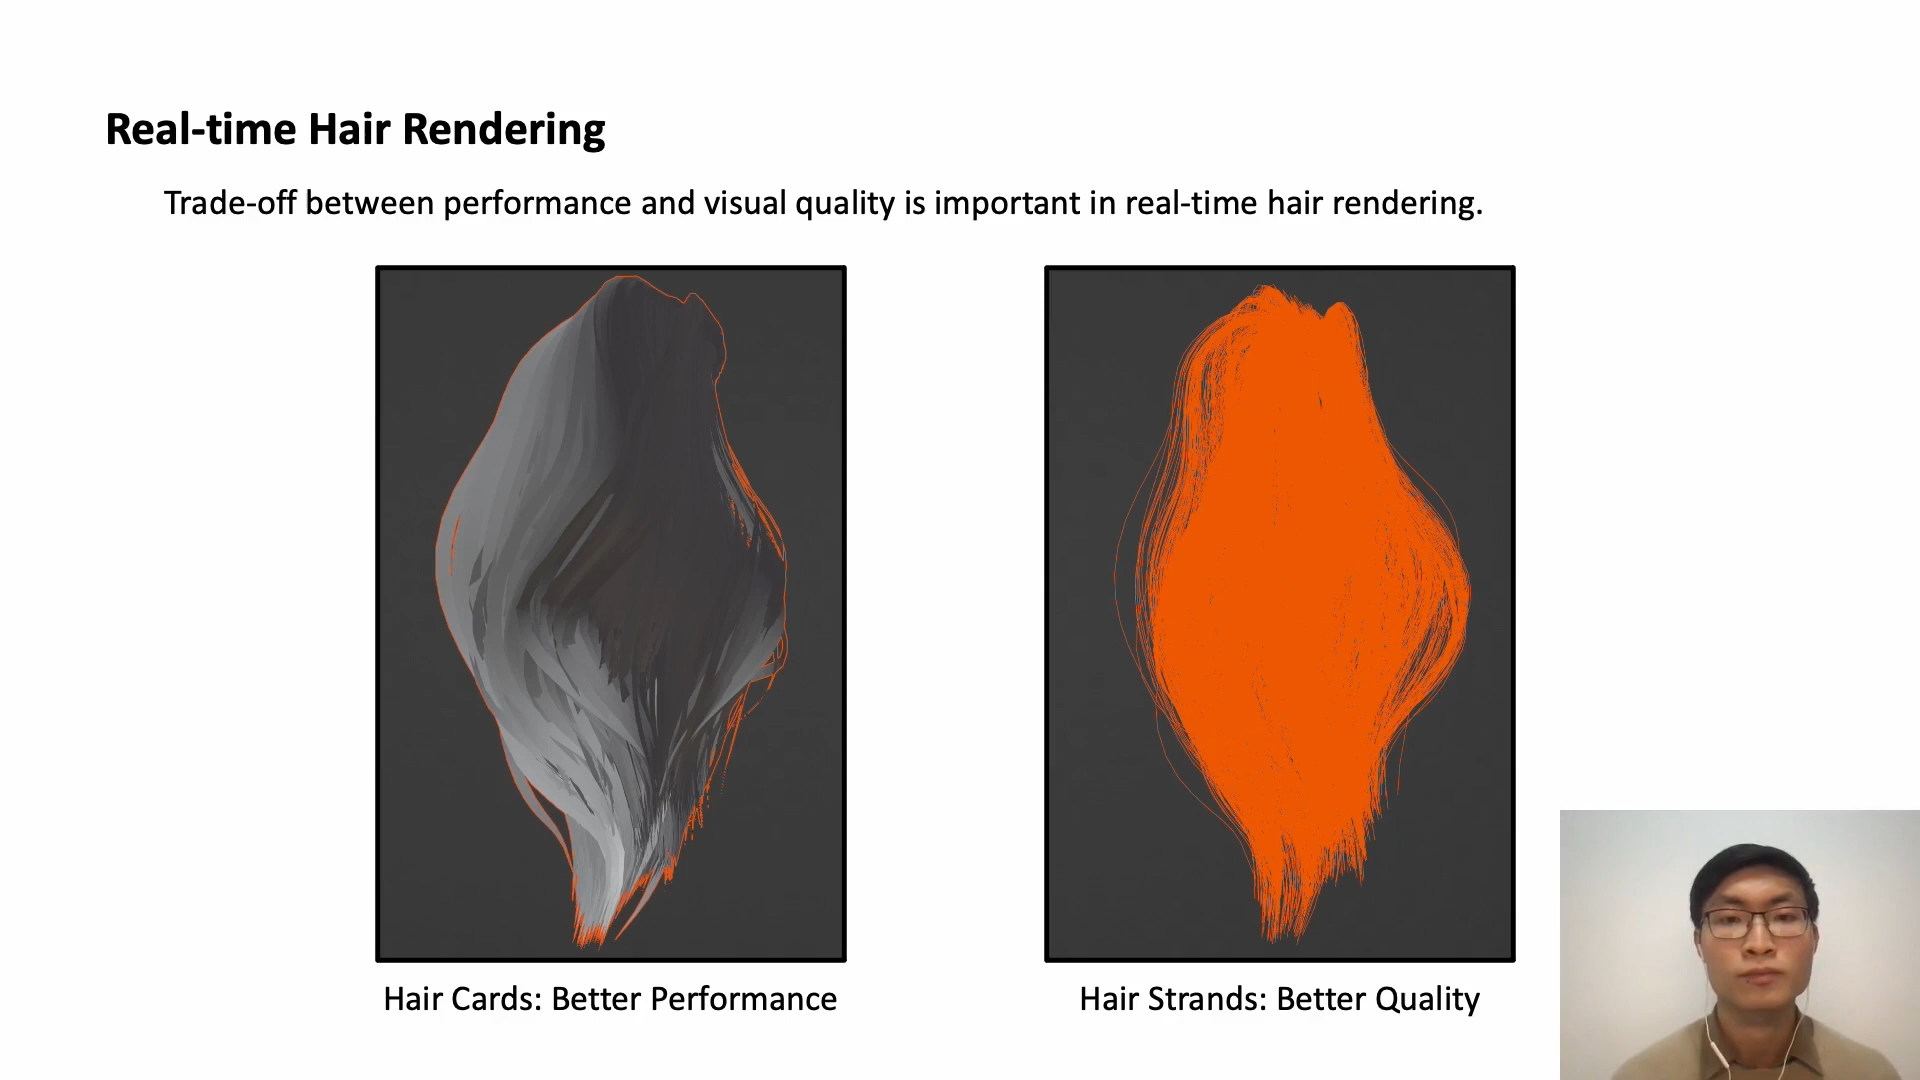 Real-time Hair Rendering
Trade-off between performance and visual quality is important in real-time hair rendering.
Hair Cards: Better Performance
Hair Strands: Better Quality